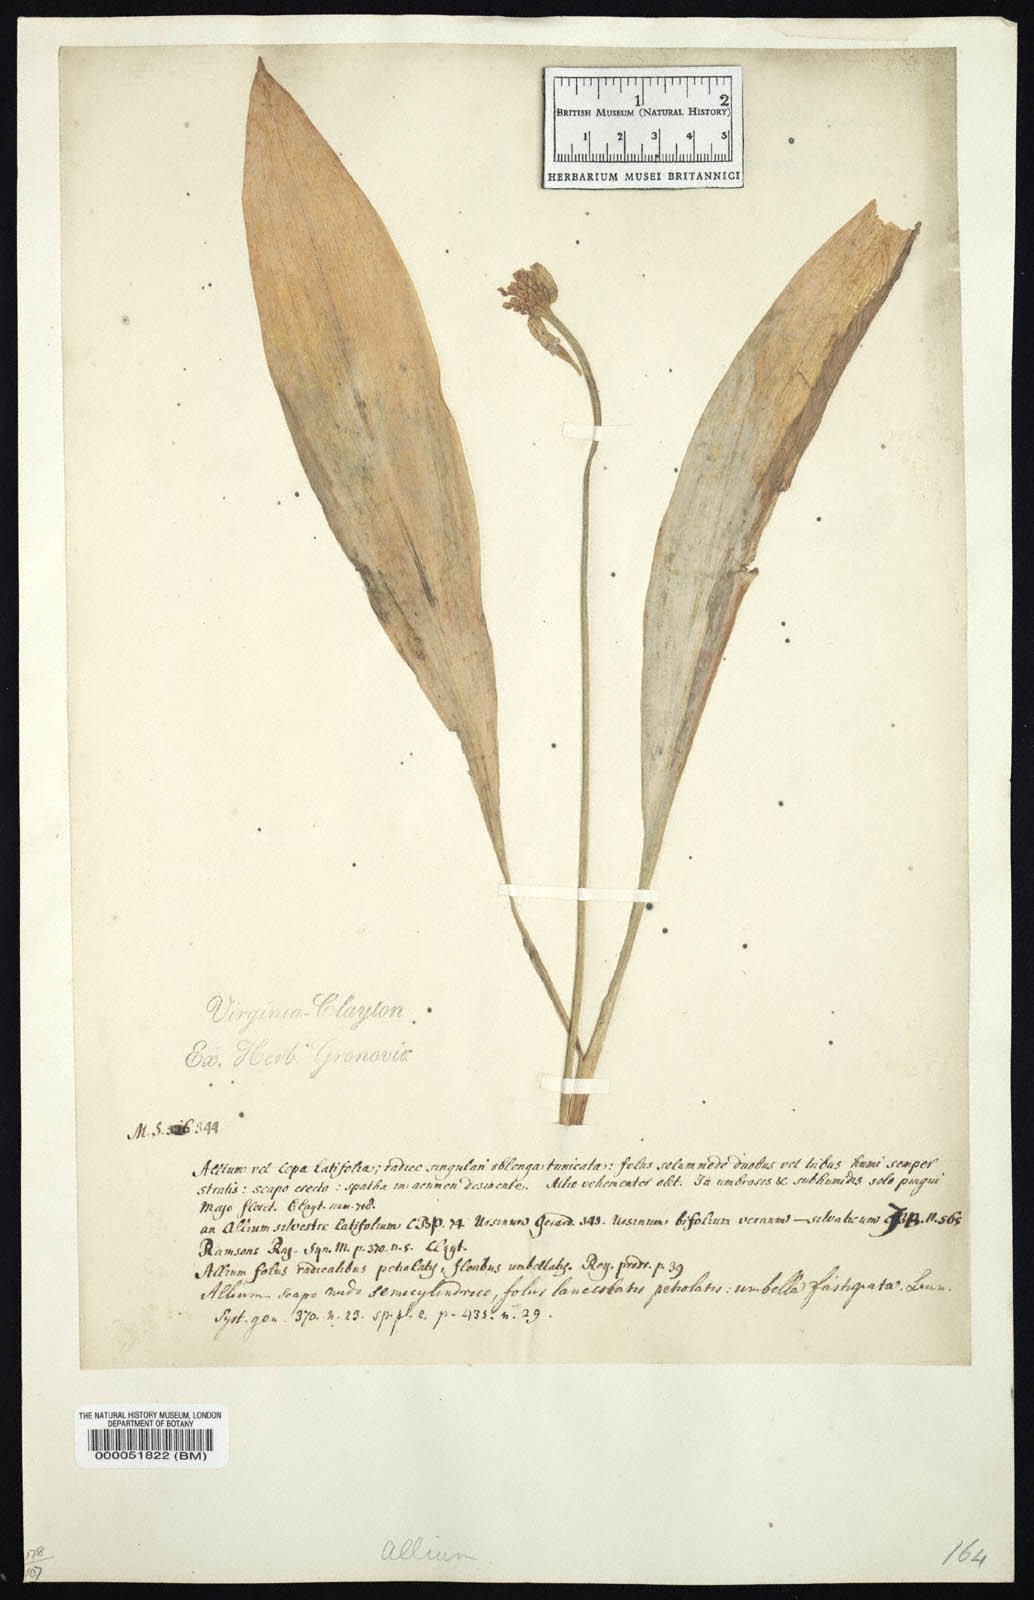 1 2
BRITISH MUSEUM (NATURAL HISTORY)
1 2 3 4 5
HERBARIUM MUSEI BRITANNICI
Virginia-Clayton
Ex. Herb. Gronovii
M. S. 344
Allium vel Cepa latifolia; radice singulari oblonga tunicata: foliis solummodo duobus vel tribus humi semper
stratis: scapo erecto: spatha in acumen desinente. Allio vehementer olet. In umbrosis & subhumidis solo pingui
Majo floret. Clayt. num. 718.
an Allium silvestre latifolium CBp. 74. Ursinum Gerard. 343. Ursinum bifolium vernum — silvaticum JB. II. 565
Ramsons Raj. Syn. III. p. 370. n. 5. Clayt.
Allium foliis radicalibus petiolatis, floribus umbellatis. Roy. prodr. p. 39
Allium scapo nudo semicylindrico, foliis lanceolatis petiolatis: umbella fastigiata. Linn.
Syst. gen. 370. n. 23. sp. pl. p. 431. n. 29.
THE NATURAL HISTORY MUSEUM, LONDON
DEPARTMENT OF BOTANY
000051822 (BM)
Allium
164